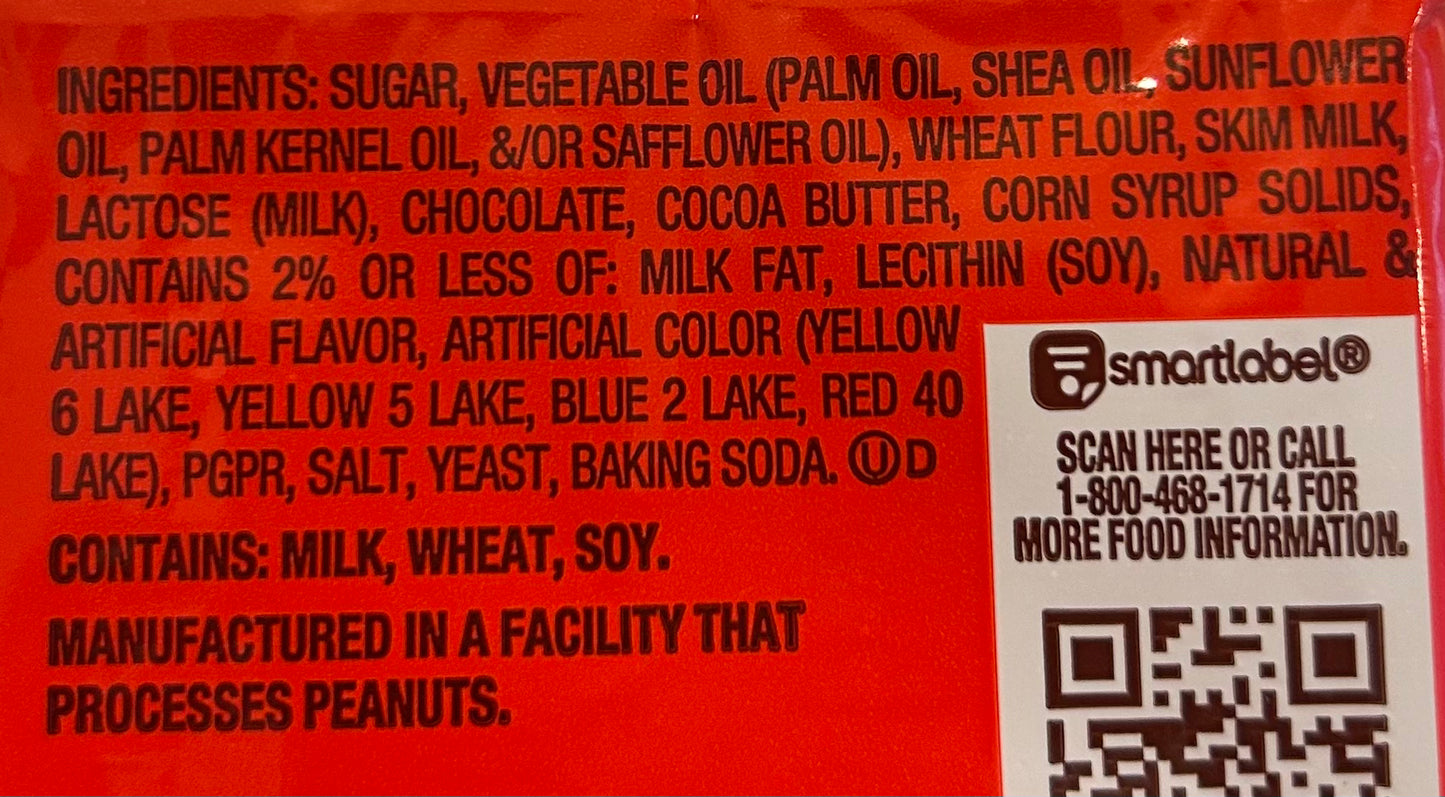 INGREDIENTS: SUGAR, VEGETABLE OIL (PALM OIL, SHEA OIL, SUNFLOWER
OIL, PALM KERNEL OIL, &/OR SAFFLOWER OIL), WHEAT FLOUR, SKIM MILK,
LACTOSE (MILK), CHOCOLATE, COCOA BUTTER, CORN SYRUP SOLIDS,
CONTAINS 2% OR LESS OF: MILK FAT, LECITHIN (SOY), NATURAL &
ARTIFICIAL FLAVOR, ARTIFICIAL COLOR (YELLOW
6 LAKE, YELLOW 5 LAKE, BLUE 2 LAKE, RED 40
LAKE), PGPR, SALT, YEAST, BAKING SODA. ⓊD
CONTAINS: MILK, WHEAT, SOY.
MANUFACTURED IN A FACILITY THAT
PROCESSES PEANUTS.
smartlabel®
SCAN HERE OR CALL
1-800-468-1714 FOR
MORE FOOD INFORMATION.